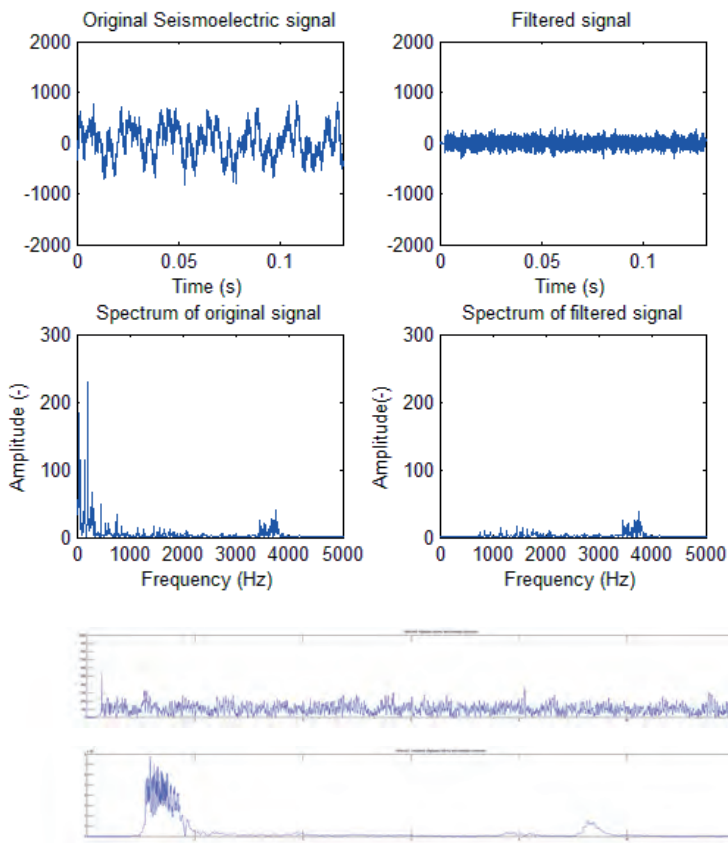 Original Seismoelectric signal
Filtered signal
2000
1000
0
-1000
-2000
0 0.05 0.1
Time (s)
2000
1000
0
-1000
-2000
0 0.05 0.1
Time (s)
Spectrum of original signal
Spectrum of filtered signal
300
200
100
0
Amplitude (-)
0 1000 2000 3000 4000 5000
Frequency (Hz)
300
200
100
0
Amplitude(-)
0 1000 2000 3000 4000 5000
Frequency (Hz)